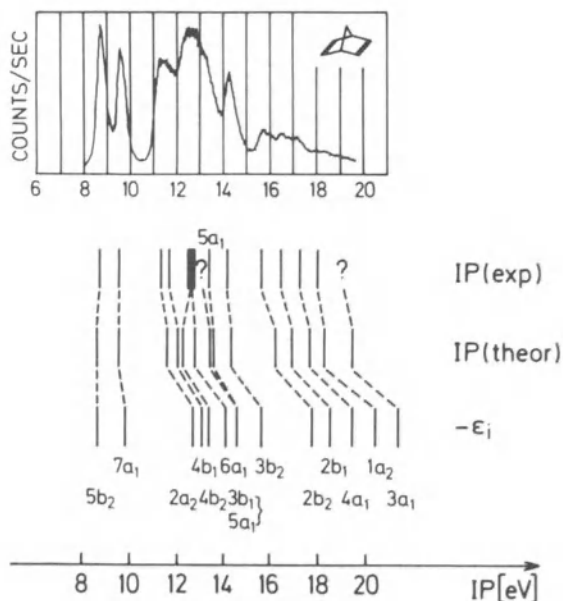 COUNTS/SEC
6 8 10 12 14 16 18 20
5a₁
? ? IP(exp)
IP(theor)
-εᵢ
7a₁ 4b₁ 6a₁ 3b₂ 2b₁ 1a₂
5b₂ 2a₂ 4b₂ 3b₁ } 2b₂ 4a₁ 3a₁
5a₁
8 10 12 14 16 18 20 IP[eV]